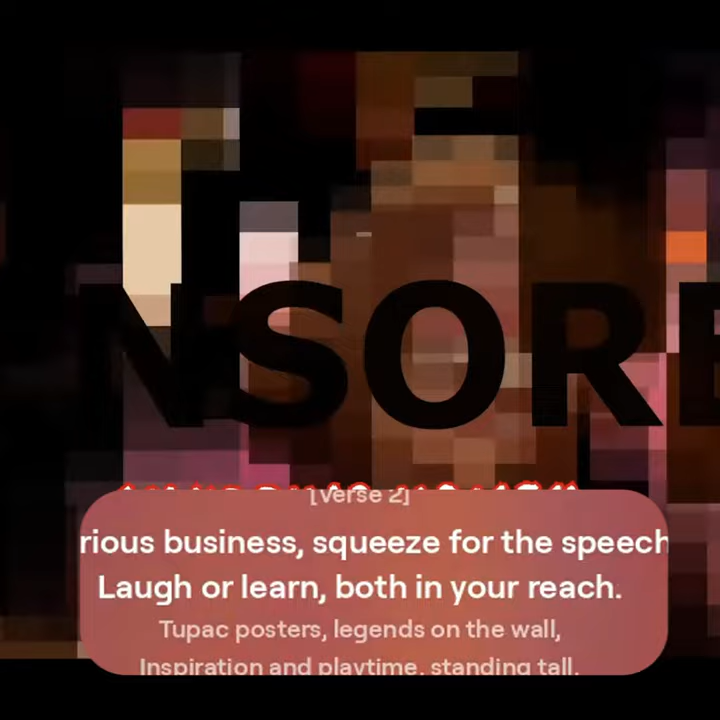 NSORE
[Verse 2]
rious business, squeeze for the speech
Laugh or learn, both in your reach.
Tupac posters, legends on the wall,
Inspiration and playtime, standing tall.